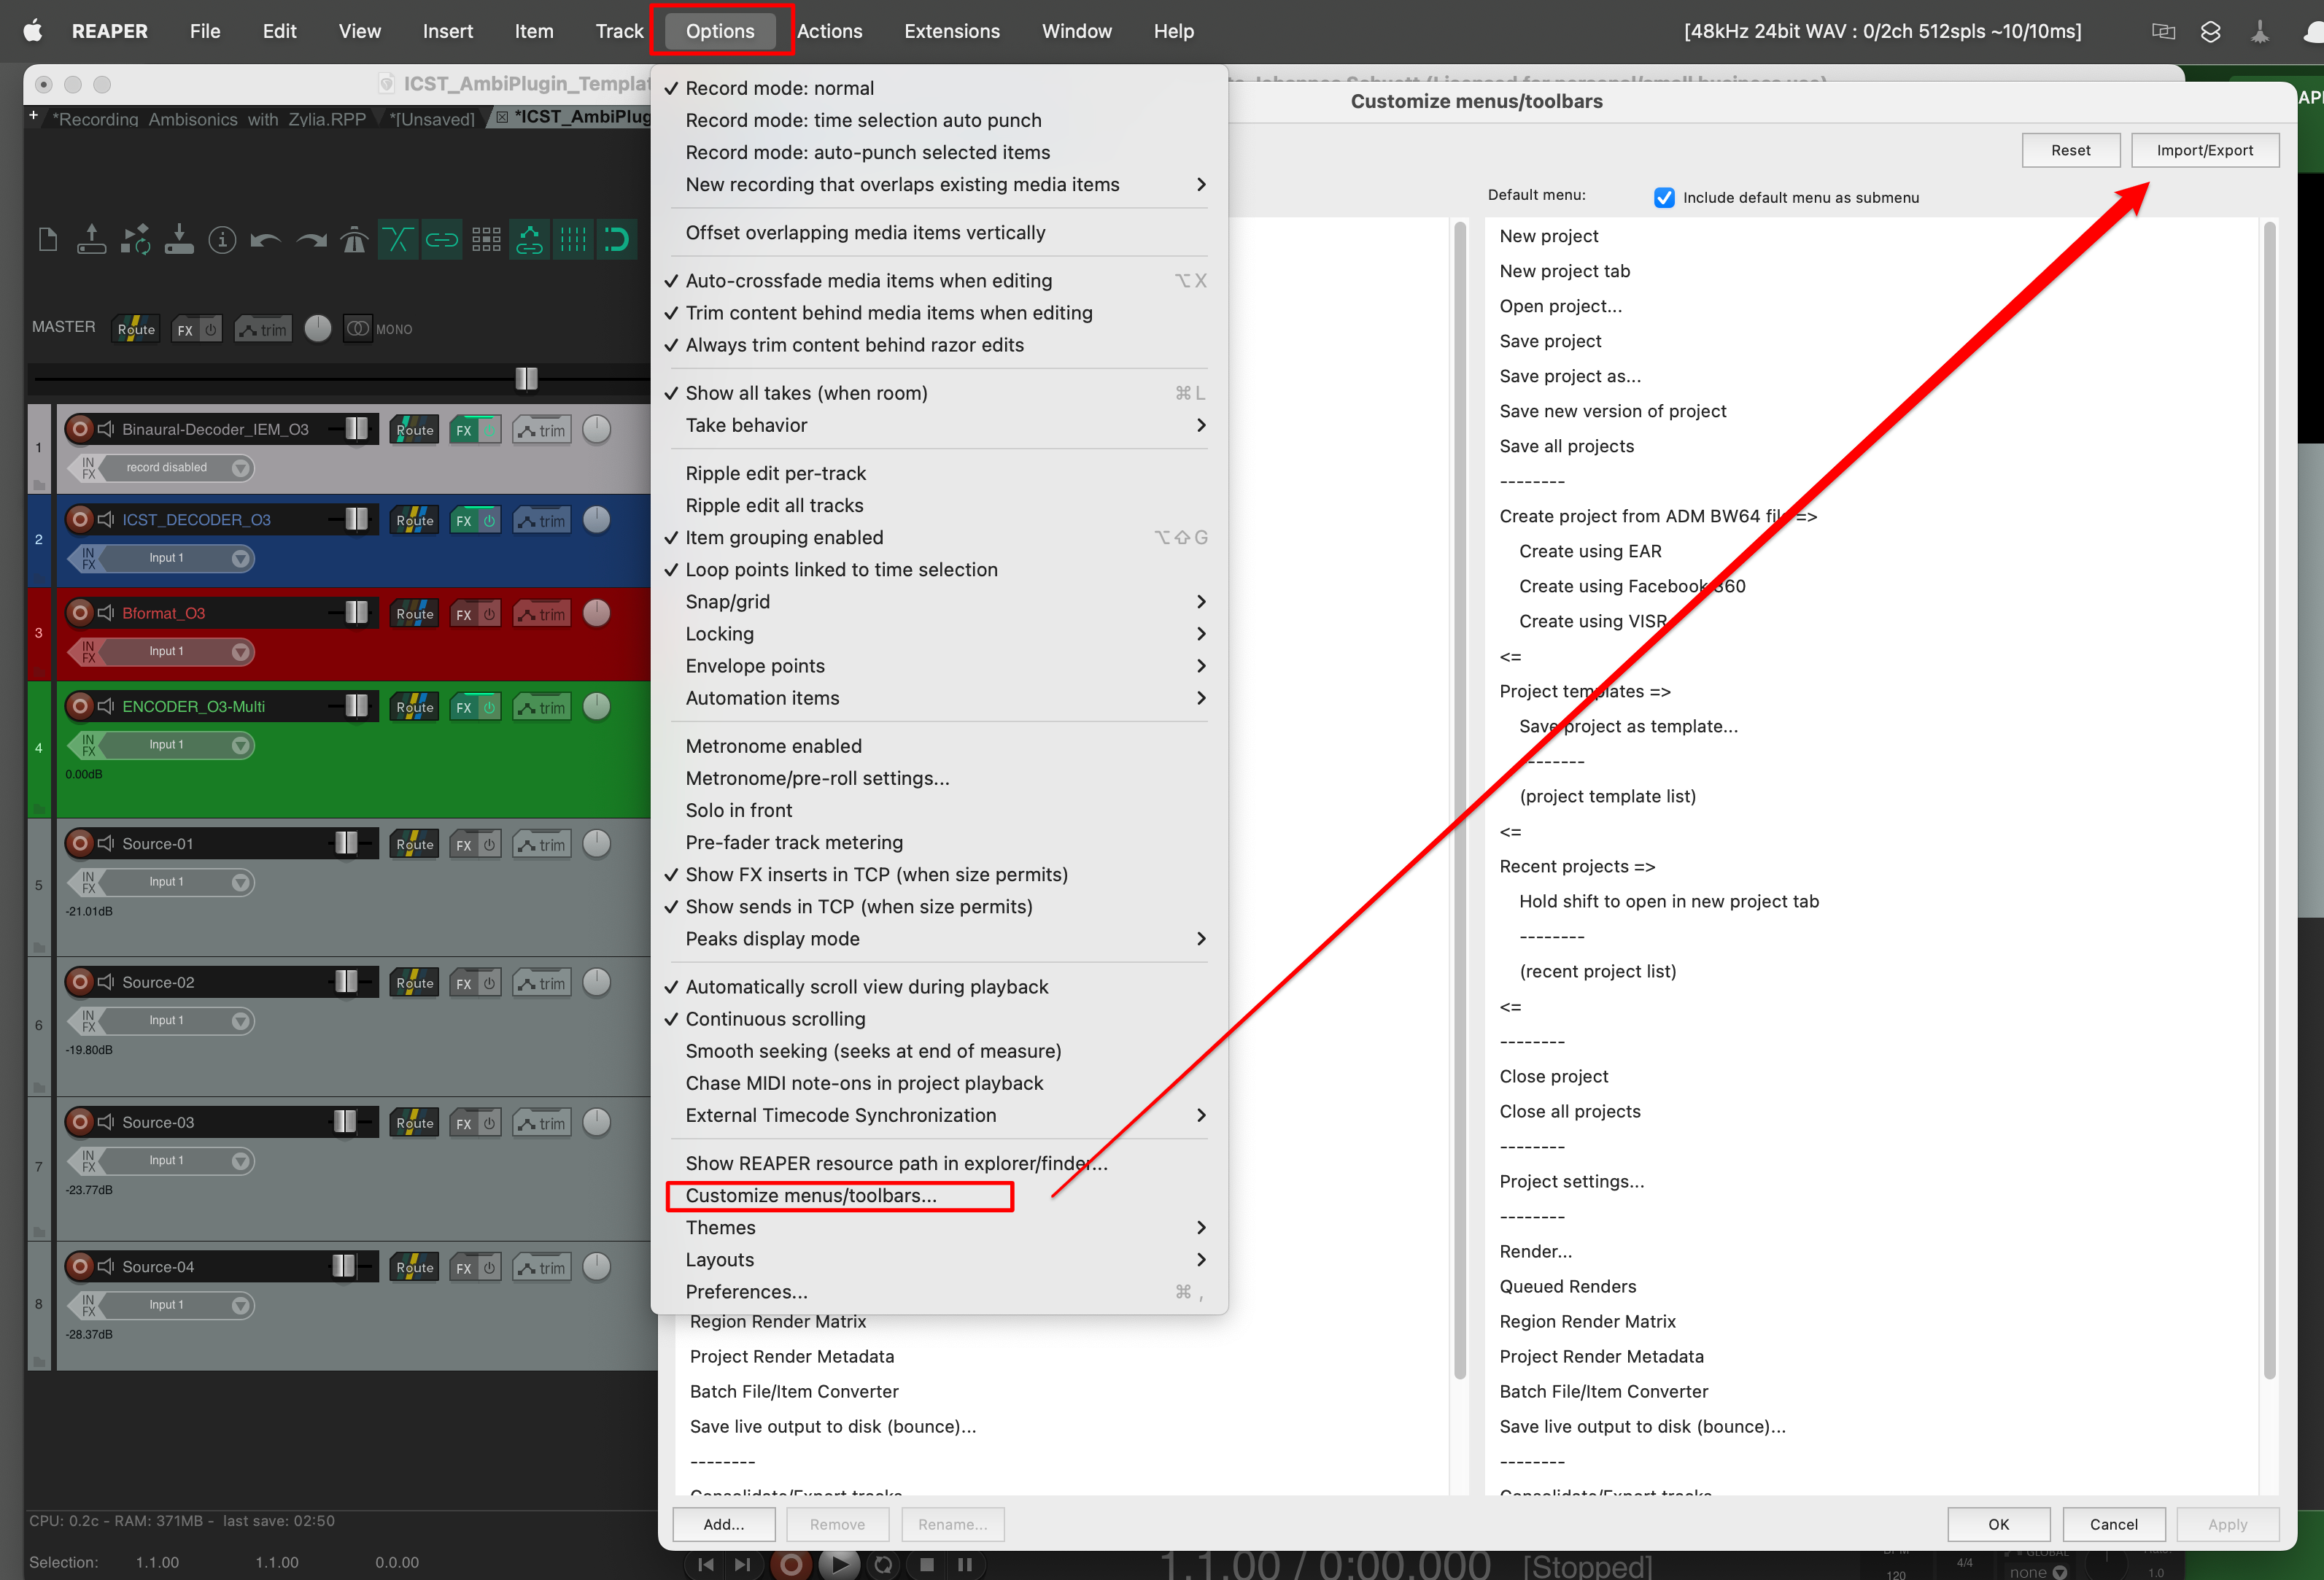 REAPER File Edit View Insert Item Track Options Actions Extensions Window Help
[48kHz 24bit WAV : 0/2ch 512spls ~10/10ms]
ICST_AmbiPlugin_Templat
+ *Recording Ambisonics with Zylia.RPP *[Unsaved] *ICST_AmbiPlug
MASTER Route FX trim MONO
1 Binaural-Decoder_IEM_O3 Route FX trim
IN FX record disabled
2 ICST_DECODER_O3 Route FX trim
IN FX Input 1
3 Bformat_O3 Route FX trim
IN FX Input 1
4 ENCODER_O3-Multi Route FX trim
IN FX Input 1
0.00dB
5 Source-01 Route FX trim
IN FX Input 1
-21.01dB
6 Source-02 Route FX trim
IN FX Input 1
-19.80dB
7 Source-03 Route FX trim
IN FX Input 1
-23.77dB
8 Source-04 Route FX trim
IN FX Input 1
-28.37dB
CPU: 0.2c - RAM: 371MB - last save: 02:50
Selection: 1.1.00 1.1.00 0.0.00
✓ Record mode: normal
Record mode: time selection auto punch
Record mode: auto-punch selected items
New recording that overlaps existing media items >
Offset overlapping media items vertically
✓ Auto-crossfade media items when editing ⌥X
✓ Trim content behind media items when editing
✓ Always trim content behind razor edits
✓ Show all takes (when room) ⌘L
Take behavior >
Ripple edit per-track
Ripple edit all tracks
✓ Item grouping enabled ⌥⇧G
✓ Loop points linked to time selection
Snap/grid >
Locking >
Envelope points >
Automation items >
Metronome enabled
Metronome/pre-roll settings...
Solo in front
Pre-fader track metering
✓ Show FX inserts in TCP (when size permits)
✓ Show sends in TCP (when size permits)
Peaks display mode >
✓ Automatically scroll view during playback
✓ Continuous scrolling
Smooth seeking (seeks at end of measure)
Chase MIDI note-ons in project playback
External Timecode Synchronization >
Show REAPER resource path in explorer/finder...
Customize menus/toolbars...
Themes >
Layouts >
Preferences... ⌘,
Region Render Matrix
Project Render Metadata
Batch File/Item Converter
Save live output to disk (bounce)...
--------
Consolidate/Export tracks
Add... Remove Rename...
Customize menus/toolbars
Reset Import/Export
Default menu: Include default menu as submenu
New project
New project tab
Open project...
Save project
Save project as...
Save new version of project
Save all projects
--------
Create project from ADM BW64 file =>
Create using EAR
Create using Facebook 360
Create using VISR
<=
Project templates =>
Save project as template...
--------
(project template list)
<=
Recent projects =>
Hold shift to open in new project tab
--------
(recent project list)
<=
--------
Close project
Close all projects
--------
Project settings...
--------
Render...
Queued Renders
Region Render Matrix
Project Render Metadata
Batch File/Item Converter
Save live output to disk (bounce)...
--------
Consolidate/Export tracks
OK Cancel Apply
1.1.00 / 0:00.000 [Stopped]
120 4/4 GLOBAL none 1.0